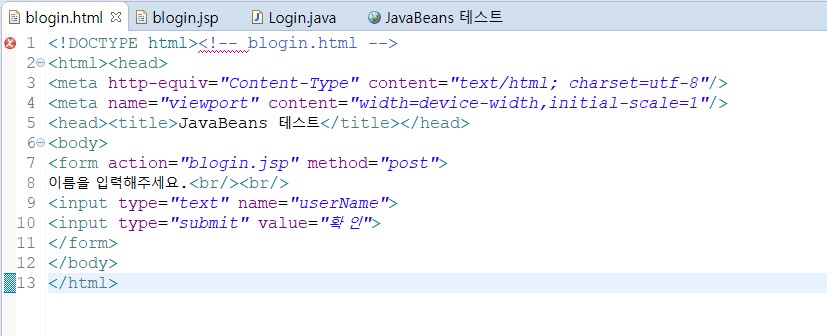 blogin.html blogin.jsp Login.java JavaBeans 테스트
1 <!DOCTYPE html><!-- blogin.html -->
2 <html><head>
3 <meta http-equiv="Content-Type" content="text/html; charset=utf-8"/>
4 <meta name="viewport" content="width=device-width,initial-scale=1"/>
5 <head><title>JavaBeans 테스트</title></head>
6 <body>
7 <form action="blogin.jsp" method="post">
8 이름을 입력해주세요.<br/><br/>
9 <input type="text" name="userName">
10 <input type="submit" value="확 인">
11 </form>
12 </body>
13 </html>